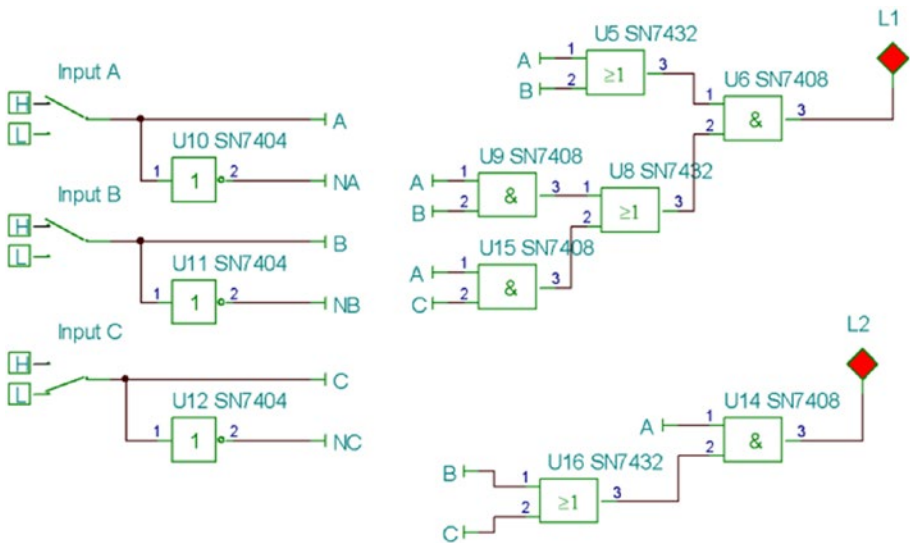 Input A
H
L
A
U10 SN7404
1
1
2
NA
Input B
H
L
B
U11 SN7404
1
1
2
NB
Input C
H
L
C
U12 SN7404
1
1
2
NC
L1
U5 SN7432
A
1
B
2
≥1
3
U6 SN7408
1
2
&
3
U9 SN7408
A
1
B
2
&
3
U8 SN7432
1
2
≥1
3
U15 SN7408
A
1
C
2
&
3
L2
U14 SN7408
A
1
2
&
3
U16 SN7432
B
1
C
2
≥1
3